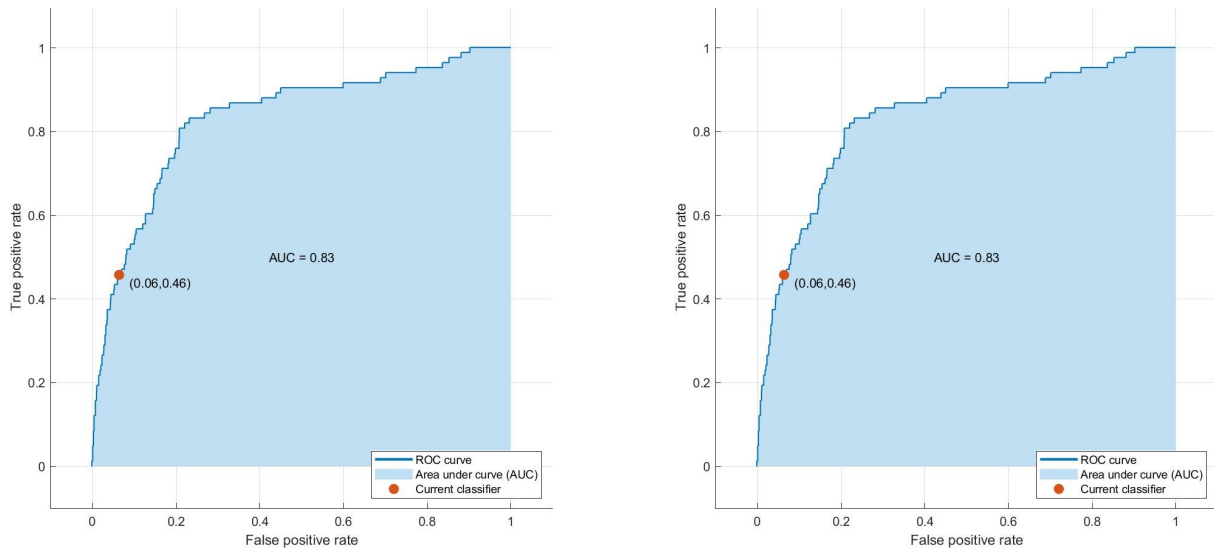 1
0.8
0.6
0.4
0.2
0
True positive rate
AUC = 0.83
(0.06,0.46)
ROC curve
Area under curve (AUC)
Current classifier
0 0.2 0.4 0.6 0.8 1
False positive rate
1
0.8
0.6
0.4
0.2
0
True positive rate
AUC = 0.83
(0.06,0.46)
ROC curve
Area under curve (AUC)
Current classifier
0 0.2 0.4 0.6 0.8 1
False positive rate